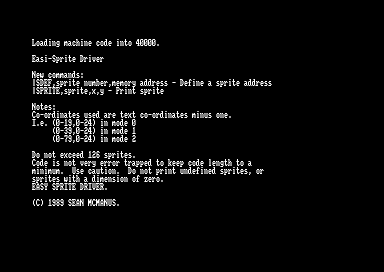 Loading machine code into 40000.
Easi-Sprite Driver
New commands:
|SDEF,sprite number,memory address - Define a sprite address
|SPRITE,sprite,x,y - Print sprite
Notes:
Co-ordinates used are text co-ordinates minus one.
I.e. (0-19,0-24) in mode 0
(0-39,0-24) in mode 1
(0-79,0-24) in mode 2
Do not exceed 126 sprites.
Code is not very error trapped to keep code length to a
minimum.  Use caution.  Do not print undefined sprites, or
sprites with a dimension of zero.
EASY SPRITE DRIVER.
(C) 1989 SEAN MCMANUS.